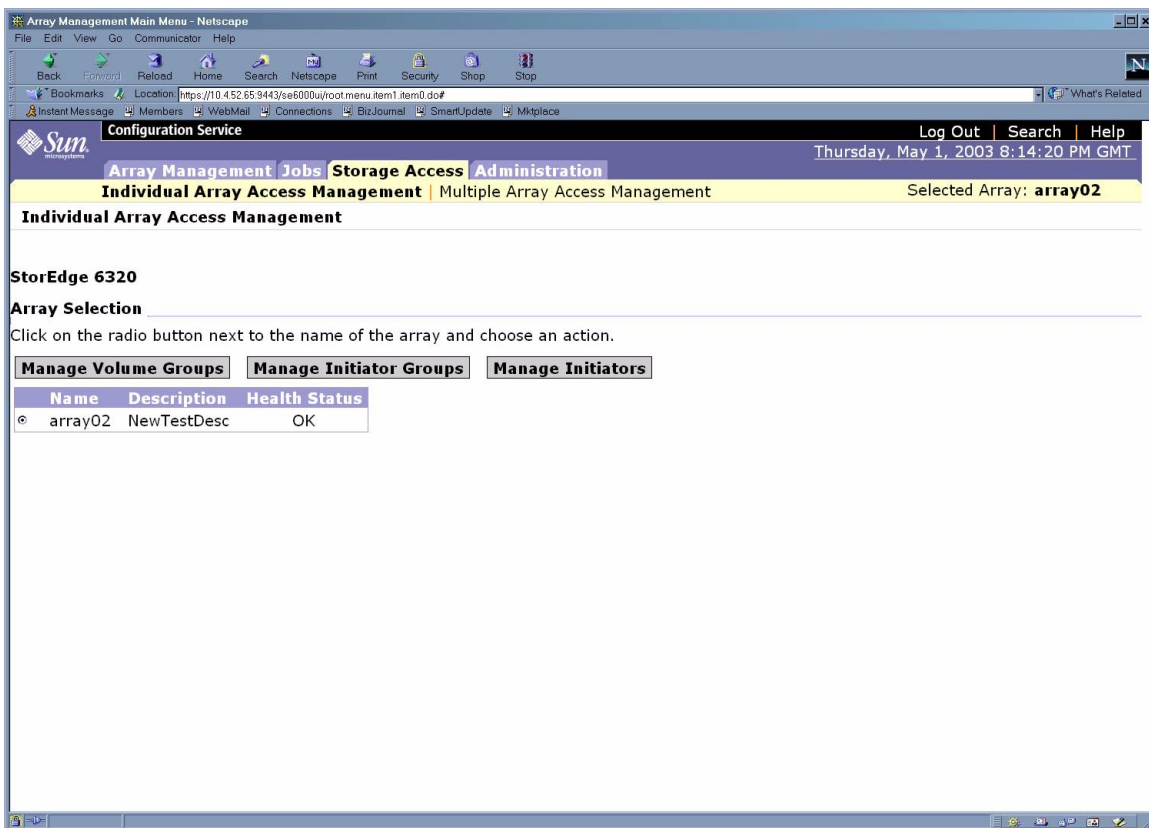 Array Management Main Menu - Netscape
File Edit View Go Communicator Help
Back Forward Reload Home Search Netscape Print Security Shop Stop
N
Bookmarks Location: https://10.4.52.65:9443/se6000ui/root.menu.item1.item0.do# What's Related
Instant Message Members WebMail Connections BizJournal SmartUpdate Mktplace
Sun microsystems
Configuration Service Log Out | Search | Help
Thursday, May 1, 2003 8:14:20 PM GMT
Array Management Jobs Storage Access Administration
Individual Array Access Management | Multiple Array Access Management Selected Array: array02
Individual Array Access Management
StorEdge 6320
Array Selection
Click on the radio button next to the name of the array and choose an action.
Manage Volume Groups Manage Initiator Groups Manage Initiators
Name Description Health Status
array02 NewTestDesc OK